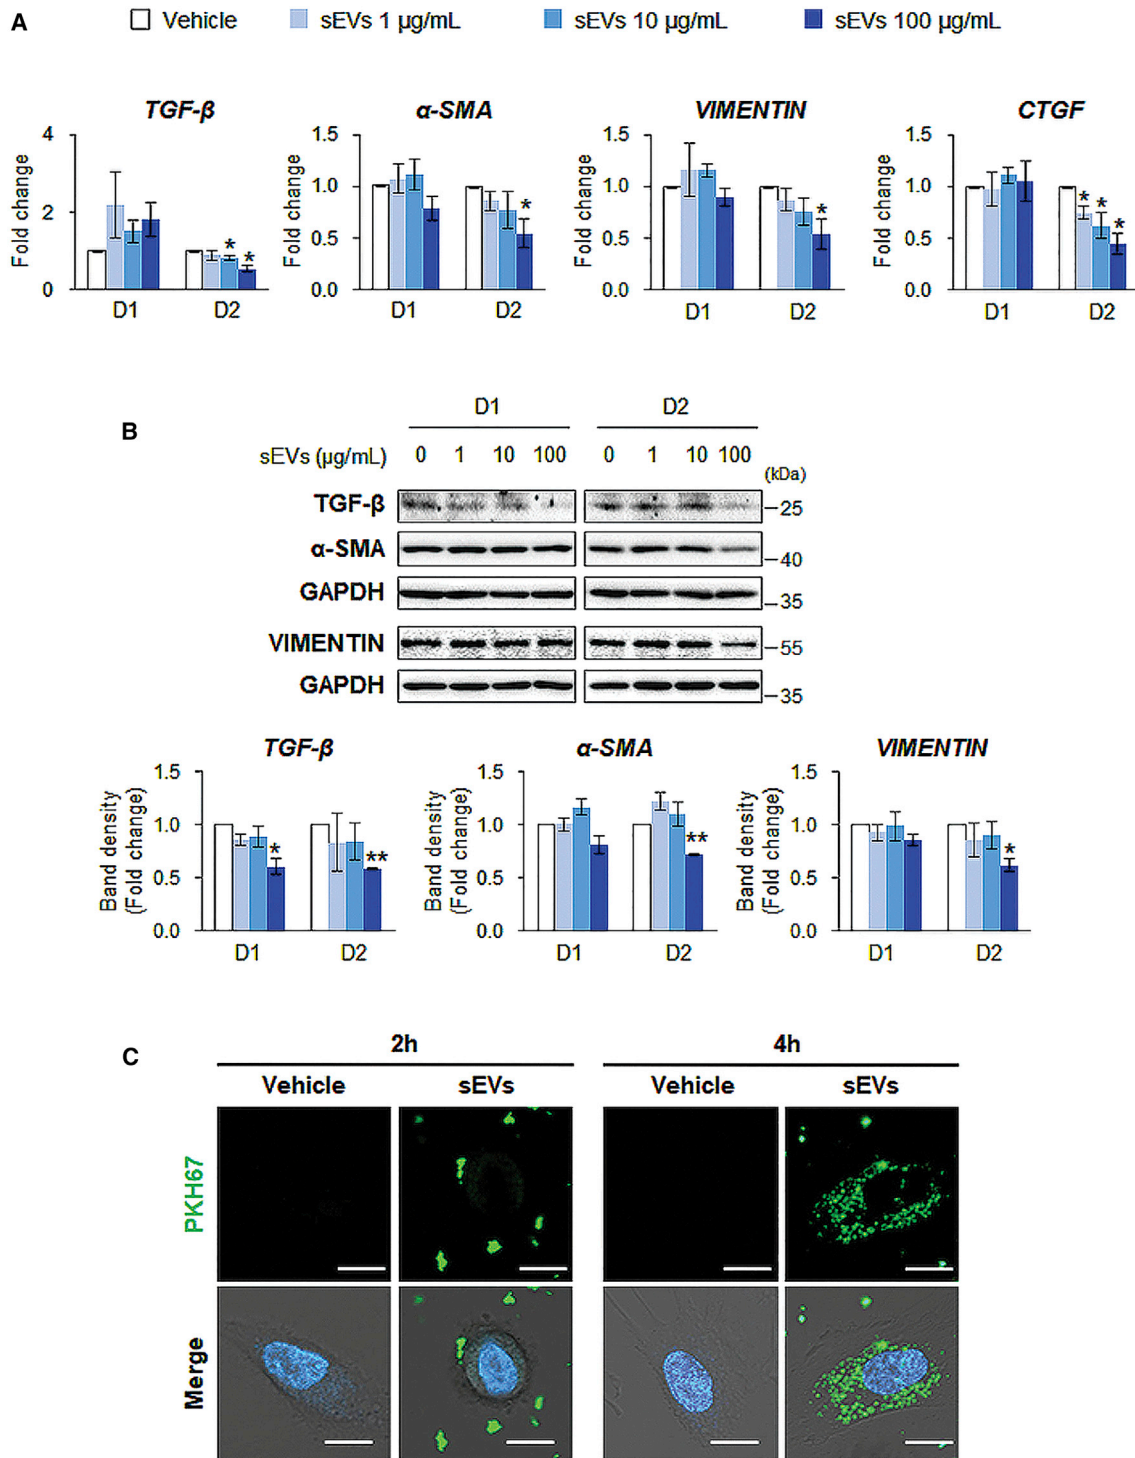 A
Vehicle sEVs 1 µg/mL sEVs 10 µg/mL sEVs 100 µg/mL
TGF-β α-SMA VIMENTIN CTGF
Fold change 4 2 0 * * D1 D2
Fold change 1.5 1.0 0.5 0.0 * D1 D2
Fold change 1.5 1.0 0.5 0.0 * D1 D2
Fold change 1.5 1.0 0.5 0.0 * * * D1 D2
B
D1 D2
sEVs (µg/mL) 0 1 10 100 0 1 10 100
(kDa)
TGF-β 25
α-SMA 40
GAPDH 35
VIMENTIN 55
GAPDH 35
TGF-β α-SMA VIMENTIN
Band density (Fold change) 1.5 1.0 0.5 0.0 * ** D1 D2
Band density (Fold change) 1.5 1.0 0.5 0.0 ** D1 D2
Band density (Fold change) 1.5 1.0 0.5 0.0 * D1 D2
C
2h 4h
Vehicle sEVs Vehicle sEVs
PKH67
Merge